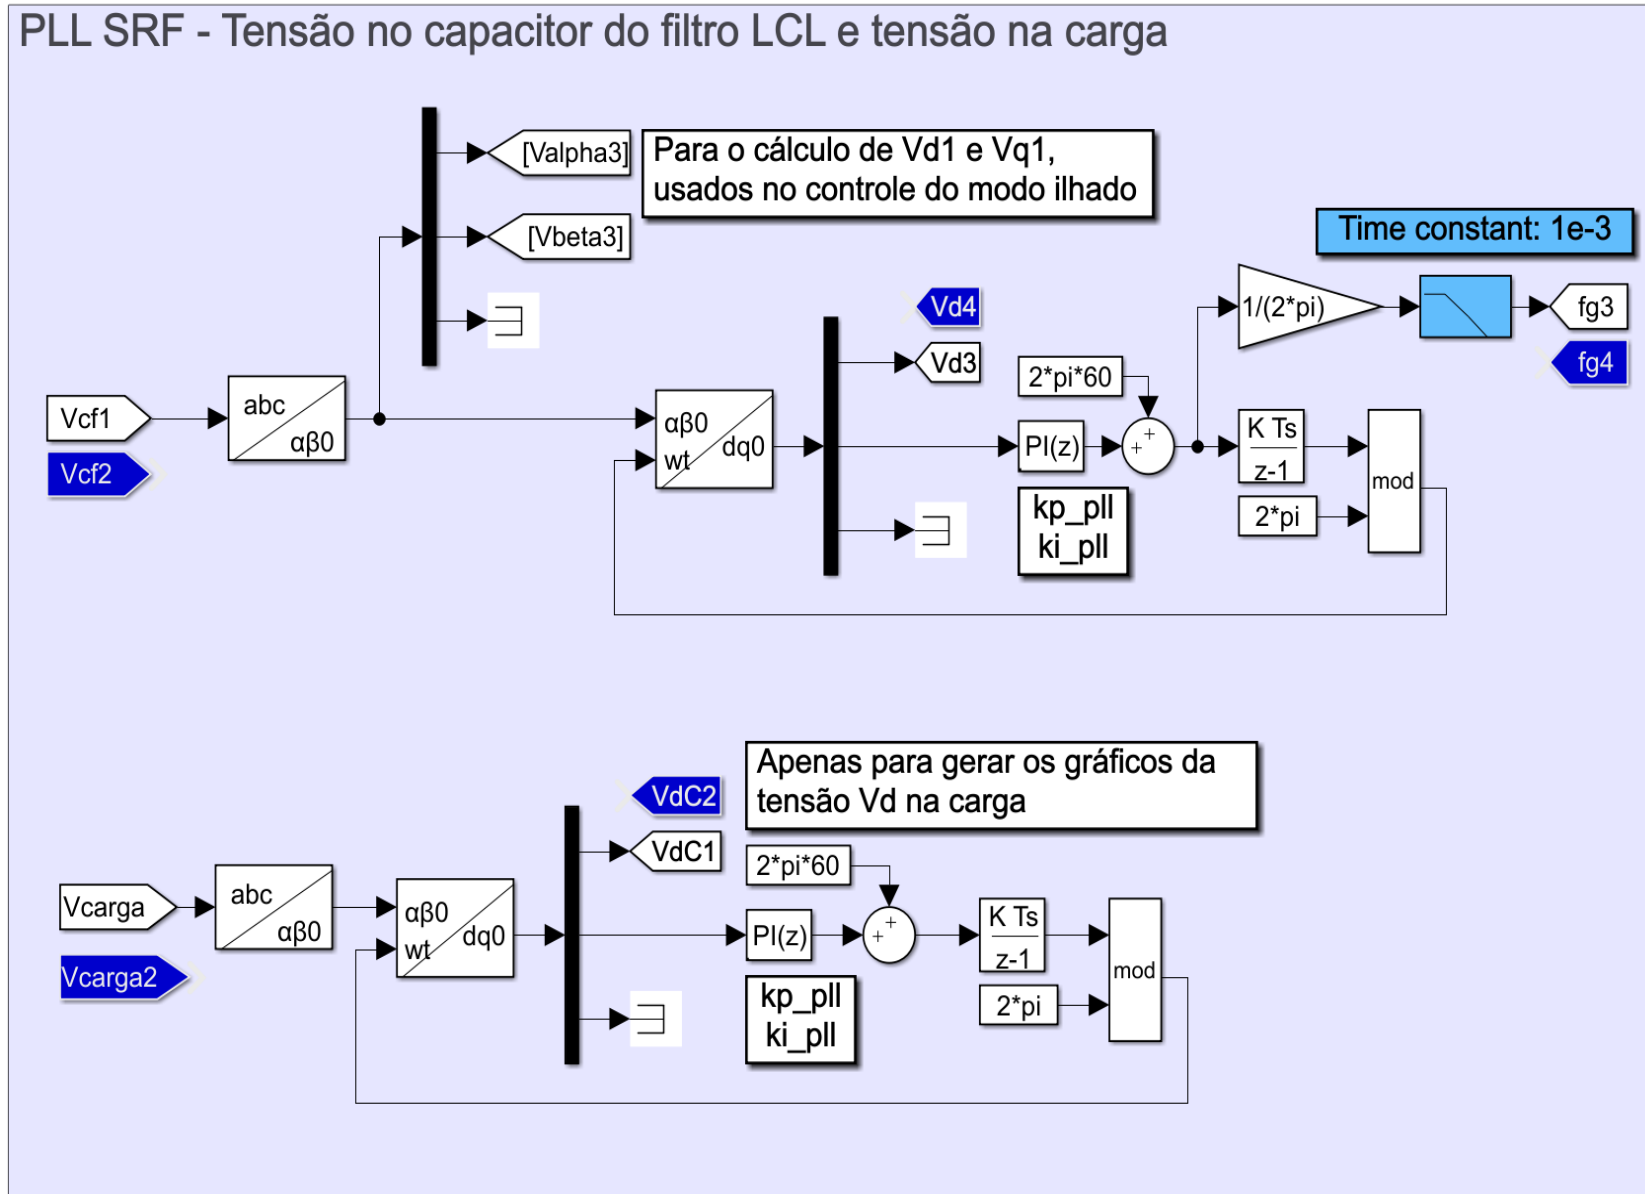 PLL SRF - Tensão no capacitor do filtro LCL e tensão na carga
[Valpha3]
Para o cálculo de Vd1 e Vq1,
usados no controle do modo ilhado
[Vbeta3]
Time constant: 1e-3
Vd4
1/(2*pi)
fg3
Vd3
2*pi*60
fg4
Vcf1
abc
αβ0
αβ0
wt
dq0
PI(z)
+
+
K Ts
z-1
mod
Vcf2
kp_pll
ki_pll
2*pi
VdC2
Apenas para gerar os gráficos da
tensão Vd na carga
VdC1
2*pi*60
Vcarga
abc
αβ0
αβ0
wt
dq0
PI(z)
+
+
K Ts
z-1
mod
Vcarga2
kp_pll
ki_pll
2*pi